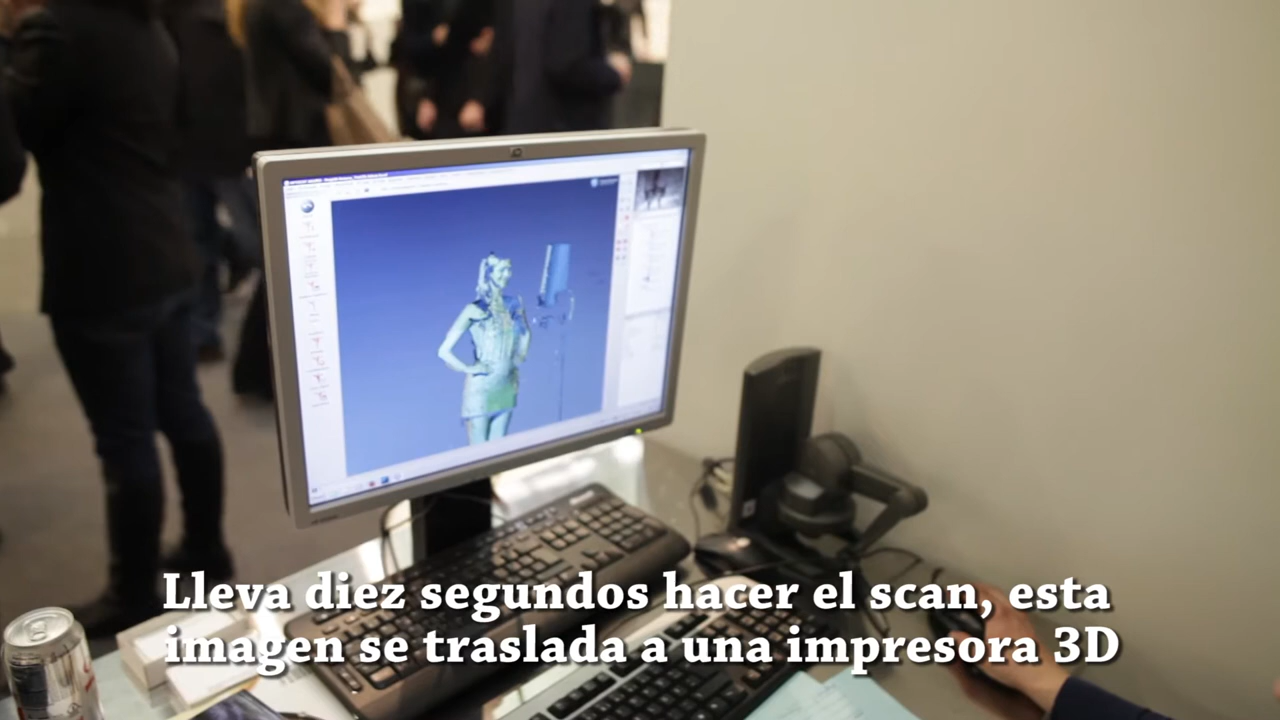 Lleva diez segundos hacer el scan, esta
imagen se traslada a una impresora 3D